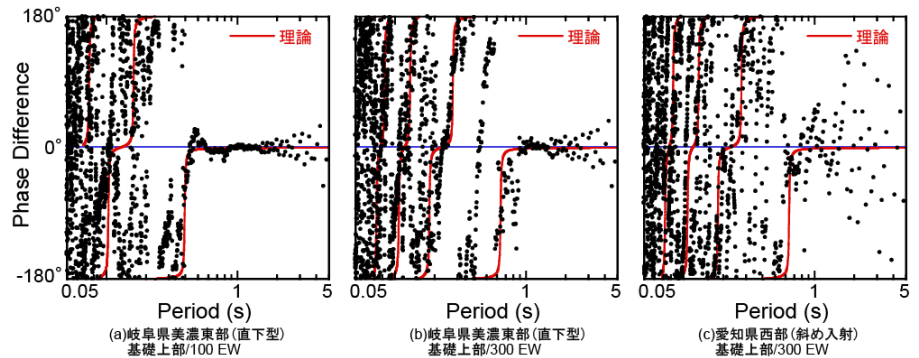 180°
90°
0°
-90°
-180°
Phase Difference
理論
理論
理論
0.05 1 5
0.05 1 5
0.05 1 5
Period (s)
Period (s)
Period (s)
(a)岐阜県美濃東部(直下型)
基礎上部/100 EW
(b)岐阜県美濃東部(直下型)
基礎上部/300 EW
(c)愛知県西部(斜め入射)
基礎上部/300 EW